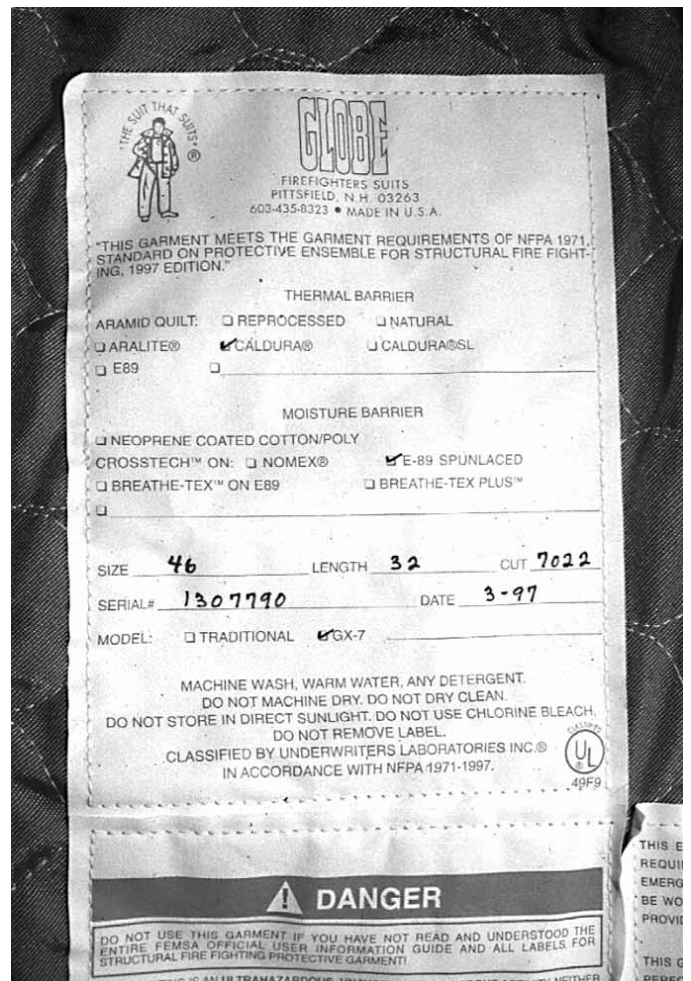 "THE SUIT THAT SUITS" ®
GLOBE
FIREFIGHTERS SUITS
PITTSFIELD, N.H. 03263
603-435-8323 • MADE IN U.S.A.
"THIS GARMENT MEETS THE GARMENT REQUIREMENTS OF NFPA 1971,
STANDARD ON PROTECTIVE ENSEMBLE FOR STRUCTURAL FIRE FIGHT-
ING, 1997 EDITION."
THERMAL BARRIER
ARAMID QUILT: ☐ REPROCESSED ☐ NATURAL
☐ ARALITE® ☑ CALDURA® ☐ CALDURA®SL
☐ E89 ☐
MOISTURE BARRIER
☐ NEOPRENE COATED COTTON/POLY
CROSSTECH™ ON: ☐ NOMEX® ☑ E-89 SPUNLACED
☐ BREATHE-TEX™ ON E89 ☐ BREATHE-TEX PLUS™
☐
SIZE 46 LENGTH 32 CUT 7022
SERIAL# 1307790 DATE 3-97
MODEL: ☐ TRADITIONAL ☑ GX-7
MACHINE WASH, WARM WATER, ANY DETERGENT.
DO NOT MACHINE DRY. DO NOT DRY CLEAN.
DO NOT STORE IN DIRECT SUNLIGHT. DO NOT USE CHLORINE BLEACH.
DO NOT REMOVE LABEL.
CLASSIFIED BY UNDERWRITERS LABORATORIES INC.®
IN ACCORDANCE WITH NFPA 1971-1997.
CLASSIFIED
UL ®
49F9
⚠ DANGER
DO NOT USE THIS GARMENT IF YOU HAVE NOT READ AND UNDERSTOOD THE
ENTIRE FEMSA OFFICIAL USER INFORMATION GUIDE AND ALL LABELS FOR
STRUCTURAL FIRE FIGHTING PROTECTIVE GARMENT!
IS AN ULTRAHAZARDOUS,
THIS E
REQUI
EMERG
BE WO
PROVID
THIS G